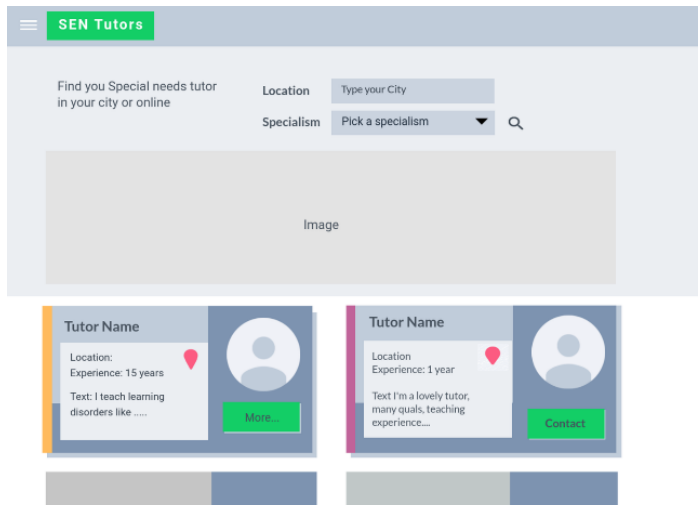 SEN Tutors
Find you Special needs tutor
in your city or online
Location
Type your City
Specialism
Pick a specialism
Image
Tutor Name
Location:
Experience: 15 years
Text: I teach learning
disorders like .....
More...
Tutor Name
Location
Experience: 1 year
Text I'm a lovely tutor,
many quals, teaching
experience....
Contact